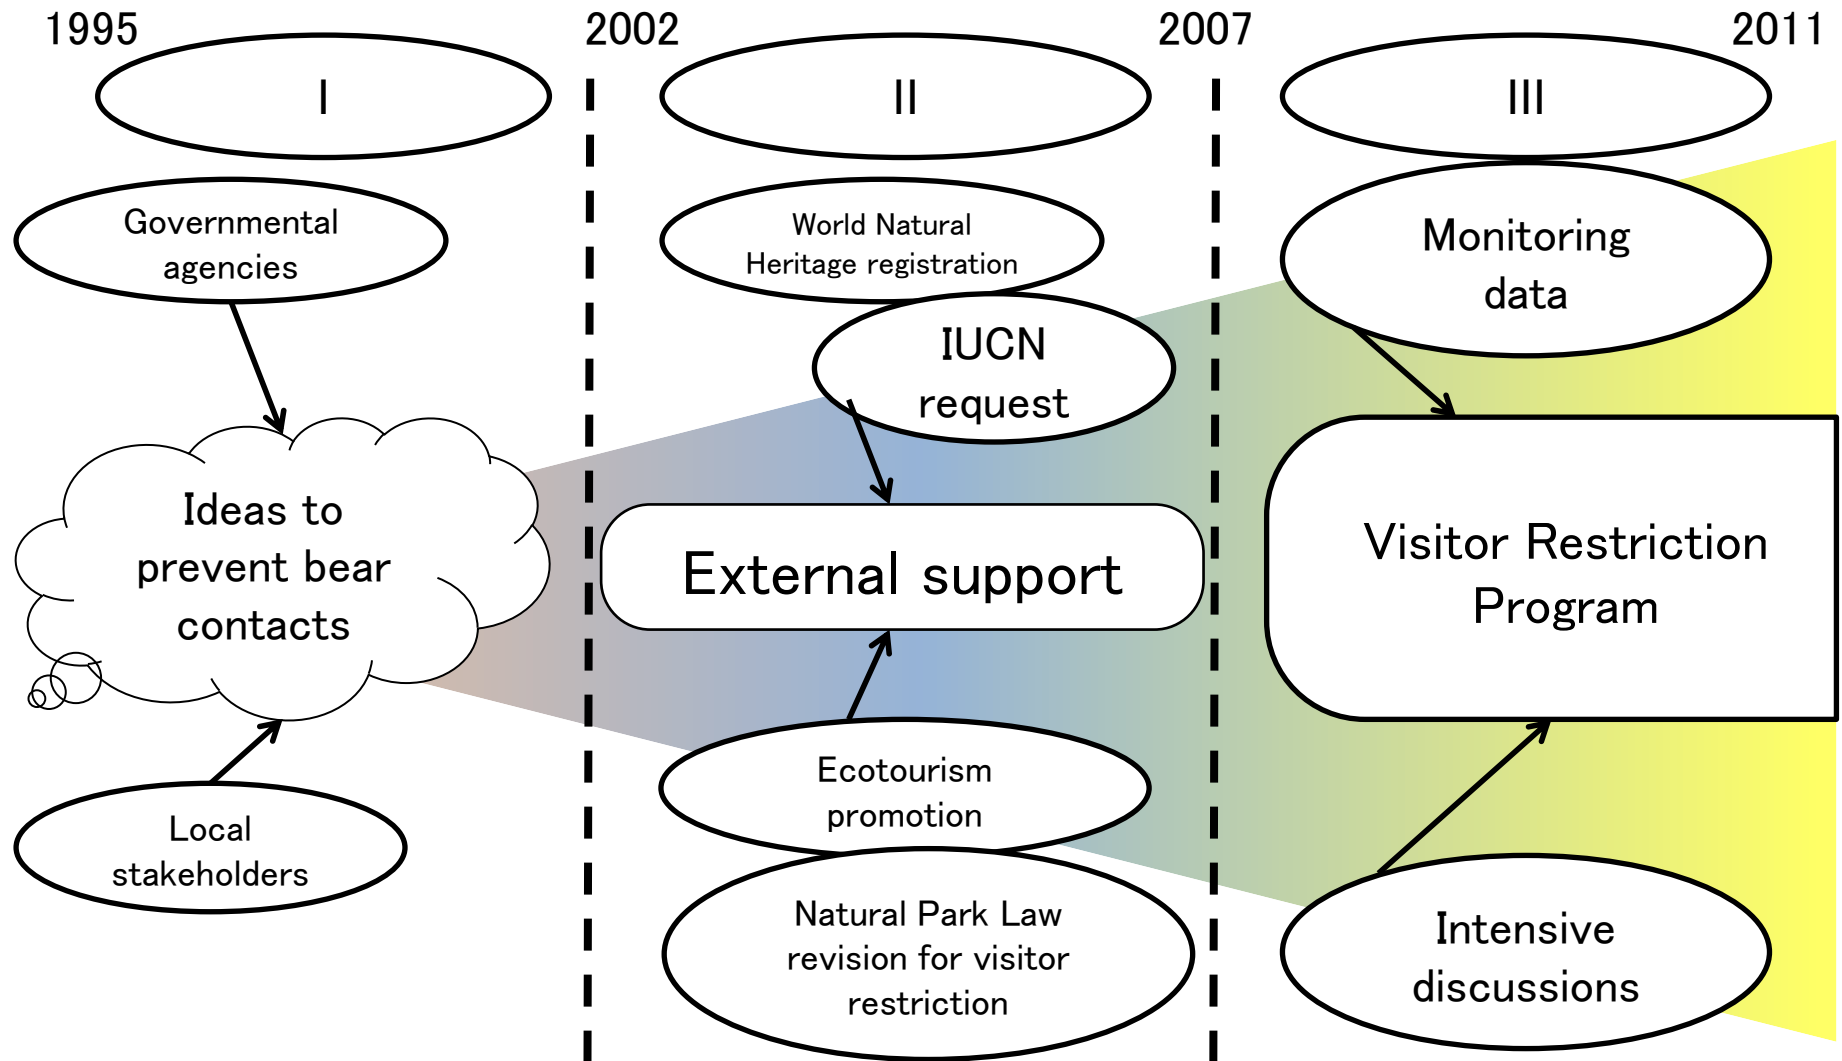 1995
2002
2007
2011
I
II
III
Governmental
agencies
World Natural
Heritage registration
Monitoring
data
IUCN
request
Ideas to
prevent bear
contacts
External support
Visitor Restriction
Program
Local
stakeholders
Ecotourism
promotion
Natural Park Law
revision for visitor
restriction
Intensive
discussions